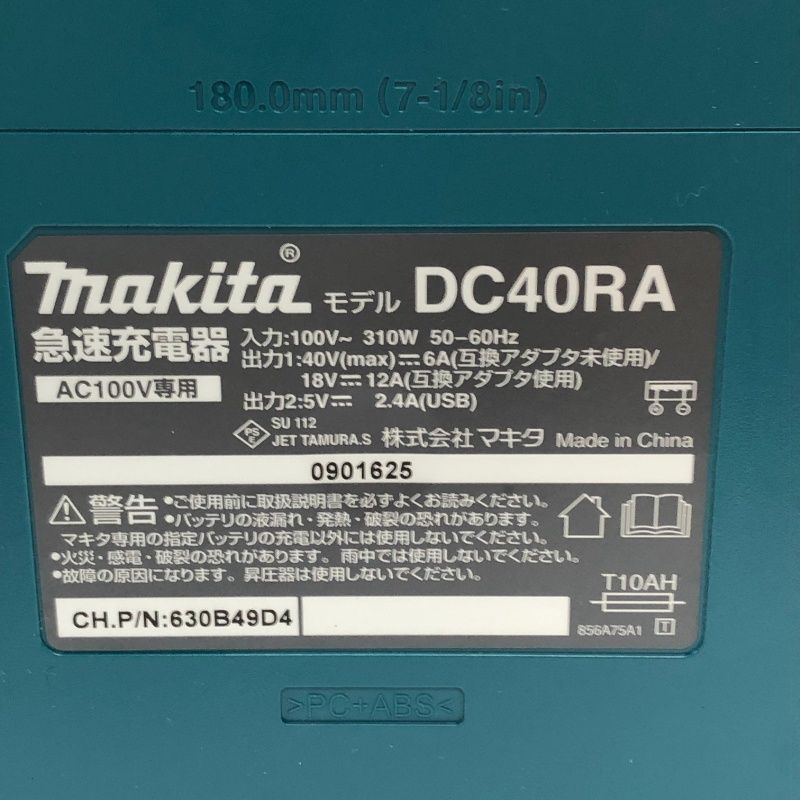 180.0mm (7-1/8in)
makita® モデル DC40RA
急速充電器
AC100V専用
入力:100V~ 310W 50-60Hz
出力1:40V(max)⎓6A(互換アダプタ未使用)/
18V⎓12A(互換アダプタ使用)
出力2:5V⎓ 2.4A(USB)
PS
E
SU 112
JET TAMURA.S 株式会社 マキタ Made in China
0901625
⚠警告 •ご使用前に取扱説明書を必ずよくお読みください。
•バッテリの液漏れ・発熱・破裂の恐れがあります。
マキタ専用の指定バッテリの充電以外には使用しないでください。
•火災・感電・破裂の恐れがあります。雨中では使用しないでください。
•故障の原因になります。昇圧器は使用しないでください。
T10AH
CH.P/N:630B49D4
856A75A1 T
>PC+ABS<